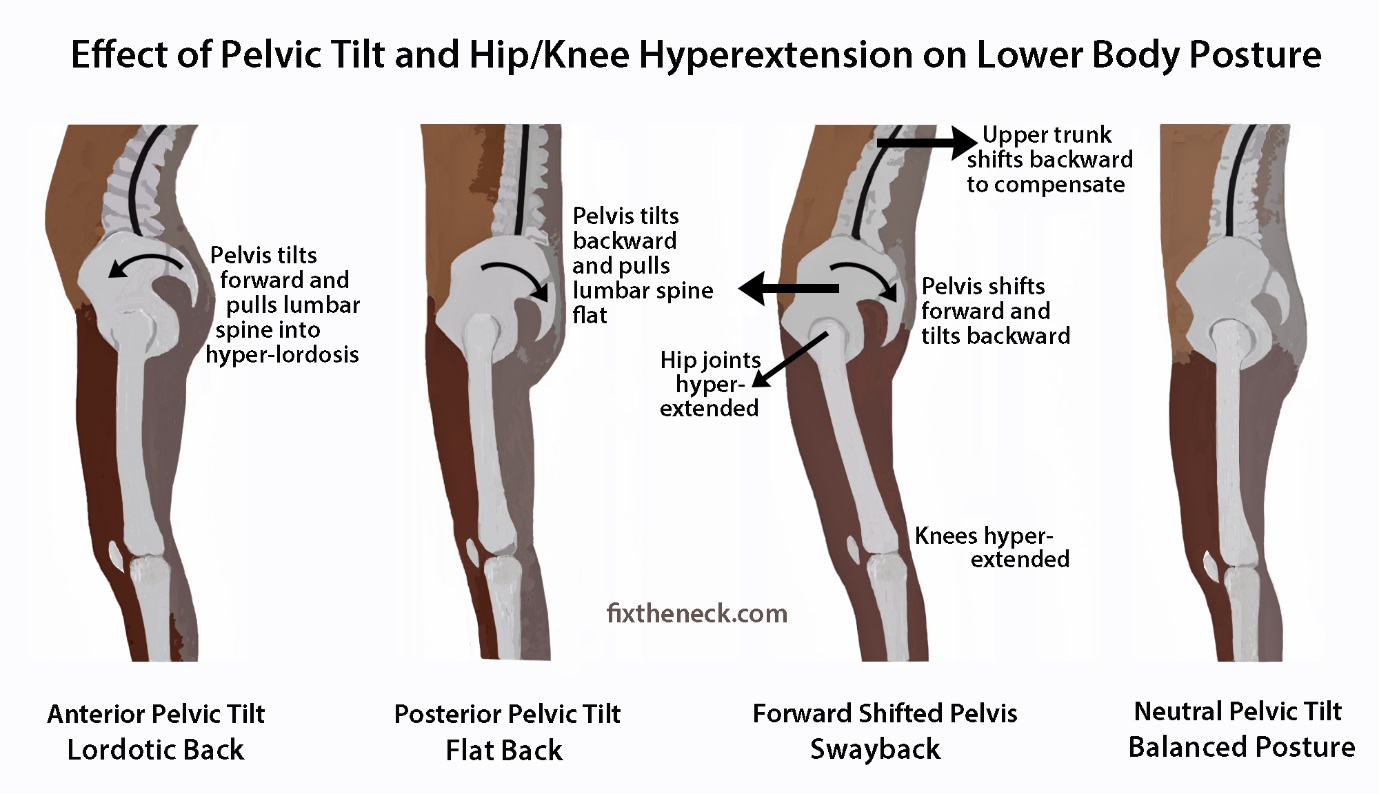 Effect of Pelvic Tilt and Hip/Knee Hyperextension on Lower Body Posture
Pelvis tilts
forward and
pulls lumbar
spine into
hyper-lordosis
Pelvis tilts
backward
and pulls
lumbar spine
flat
Upper trunk
shifts backward
to compensate
Pelvis shifts
forward and
tilts backward
Hip joints
hyper-
extended
Knees hyper-
extended
fixtheneck.com
Anterior Pelvic Tilt
Lordotic Back
Posterior Pelvic Tilt
Flat Back
Forward Shifted Pelvis
Swayback
Neutral Pelvic Tilt
Balanced Posture